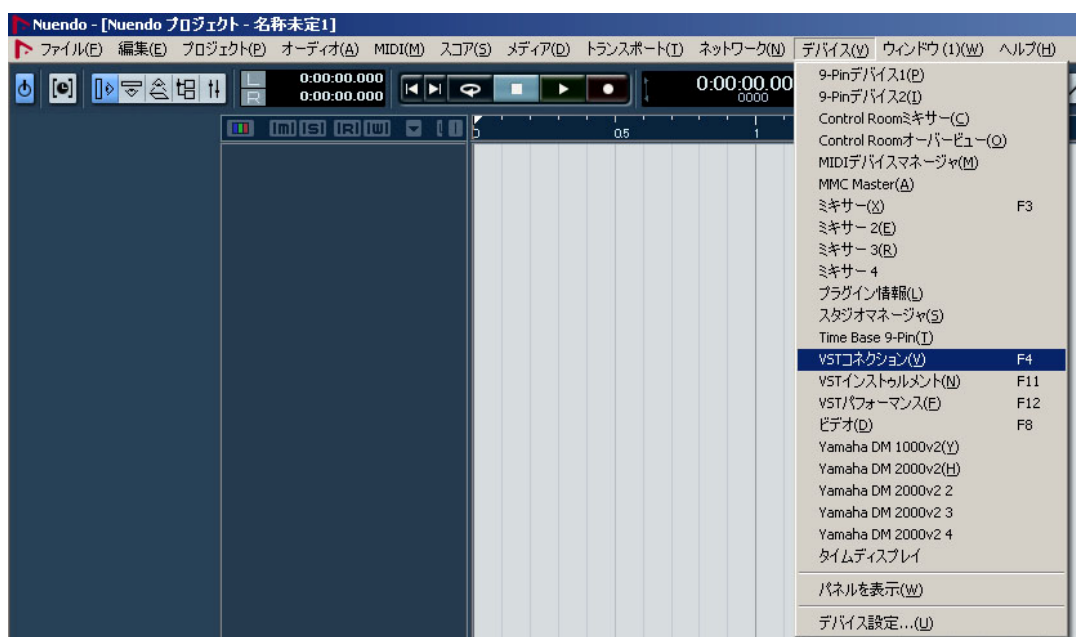 Nuendo - [Nuendo プロジェクト - 名称未定1]
ファイル(F) 編集(E) プロジェクト(P) オーディオ(A) MIDI(M) スコア(S) メディア(D) トランスポート(T) ネットワーク(N) デバイス(V) ウィンドウ (1)(W) ヘルプ(H)
L 0:00:00.000
R 0:00:00.000
0:00:00.00
0000
m S R W
0.5 1
9-Pinデバイス1(P)
9-Pinデバイス2(I)
Control Roomミキサー(C)
Control Roomオーバービュー(O)
MIDIデバイスマネージャ(M)
MMC Master(A)
ミキサー(X) F3
ミキサー 2(E)
ミキサー 3(R)
ミキサー 4
プラグイン情報(L)
スタジオマネージャ(S)
Time Base 9-Pin(T)
VSTコネクション(V) F4
VSTインストゥルメント(N) F11
VSTパフォーマンス(F) F12
ビデオ(D) F8
Yamaha DM 1000v2(Y)
Yamaha DM 2000v2(H)
Yamaha DM 2000v2 2
Yamaha DM 2000v2 3
Yamaha DM 2000v2 4
タイムディスプレイ
パネルを表示(W)
デバイス設定...(U)